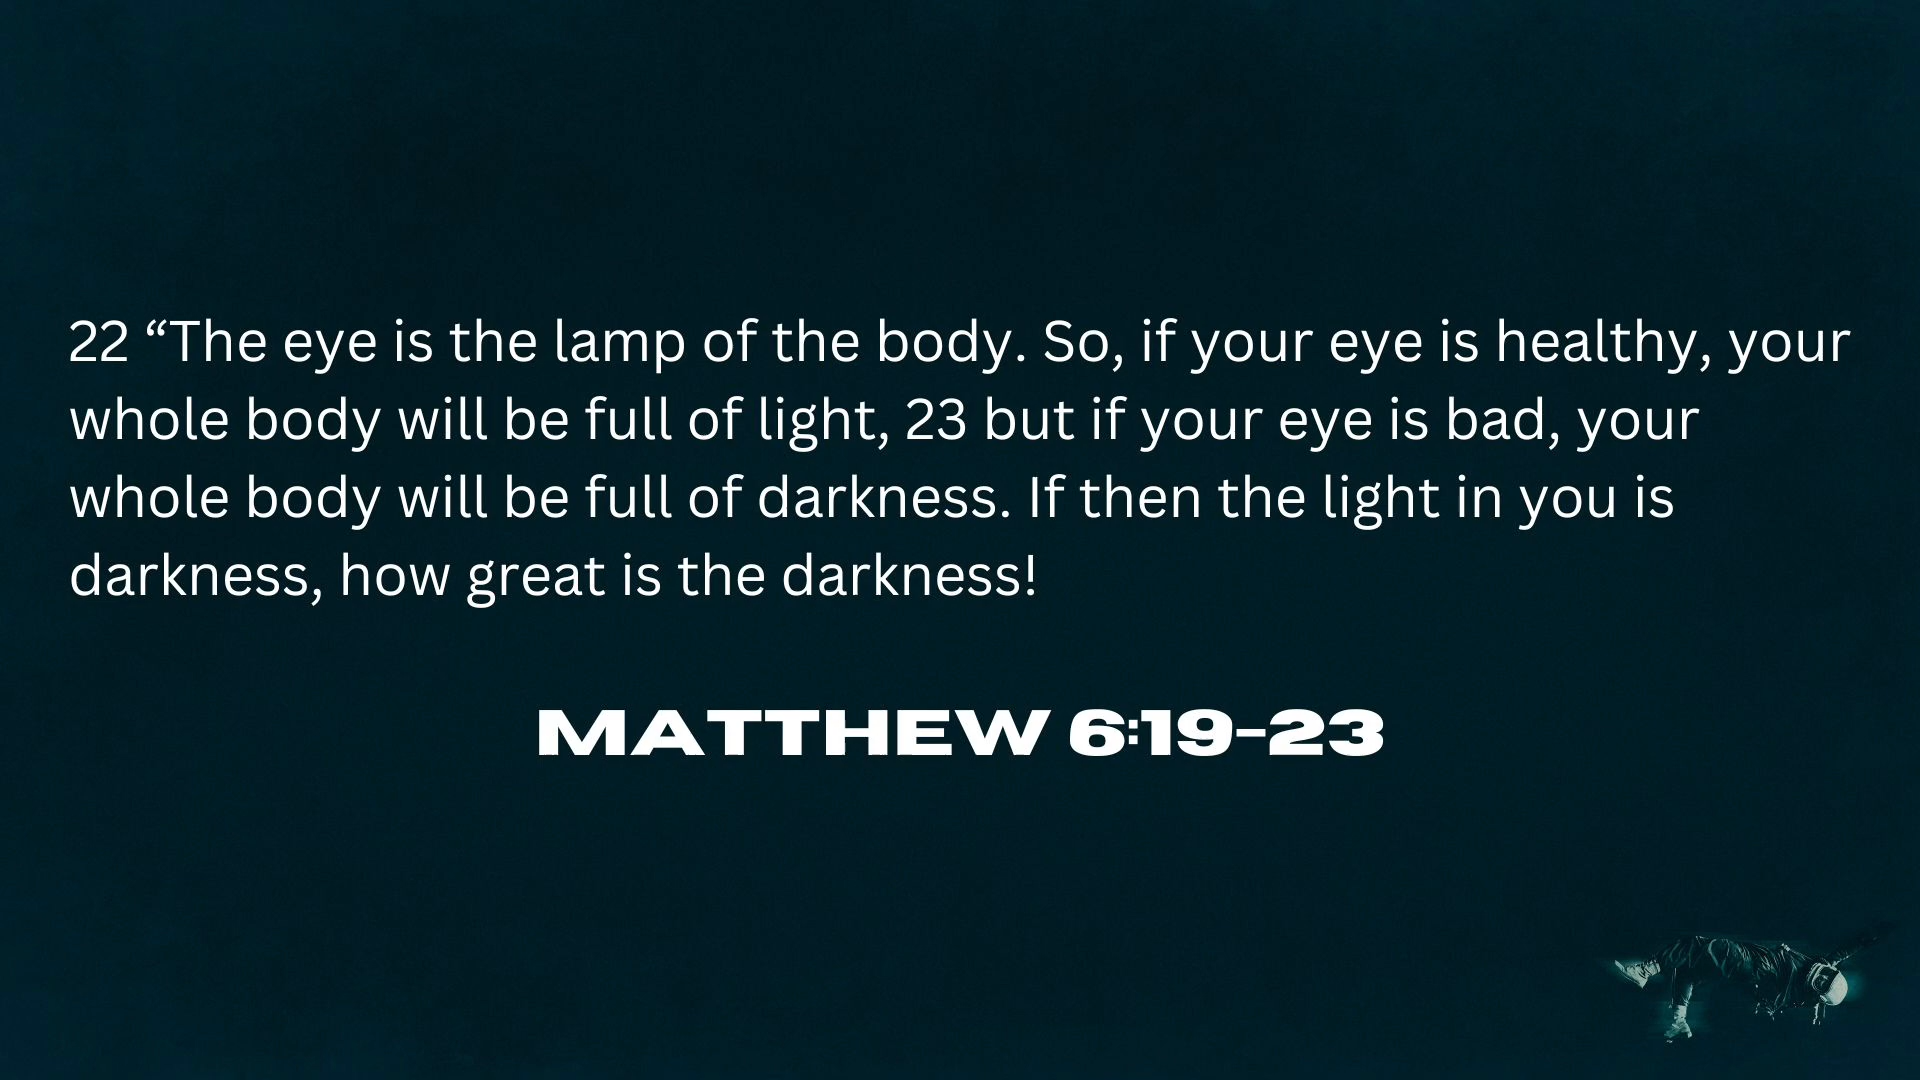 22 “The eye is the lamp of the body. So, if your eye is healthy, your
whole body will be full of light, 23 but if your eye is bad, your
whole body will be full of darkness. If then the light in you is
darkness, how great is the darkness!
MATTHEW 6:19-23